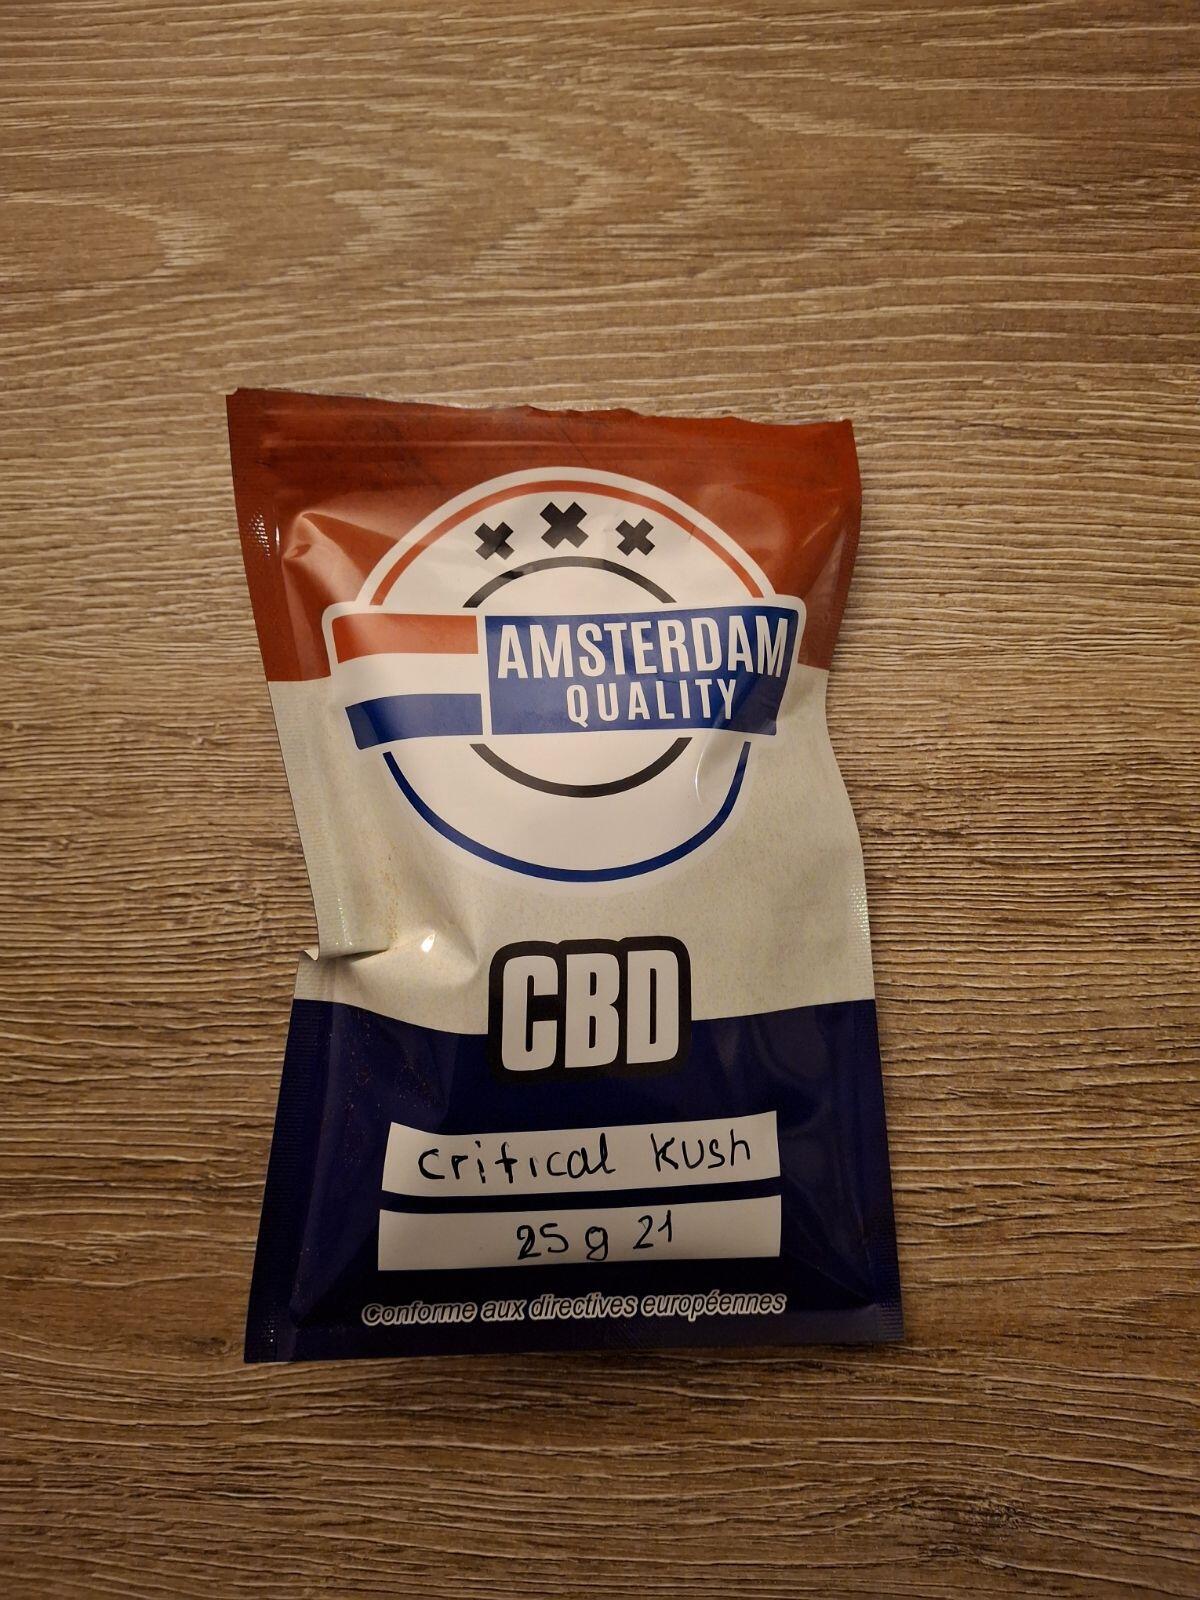 AMSTERDAM
QUALITY
CBD
Critical Kush
25 g 21
Conforme aux directives européennes